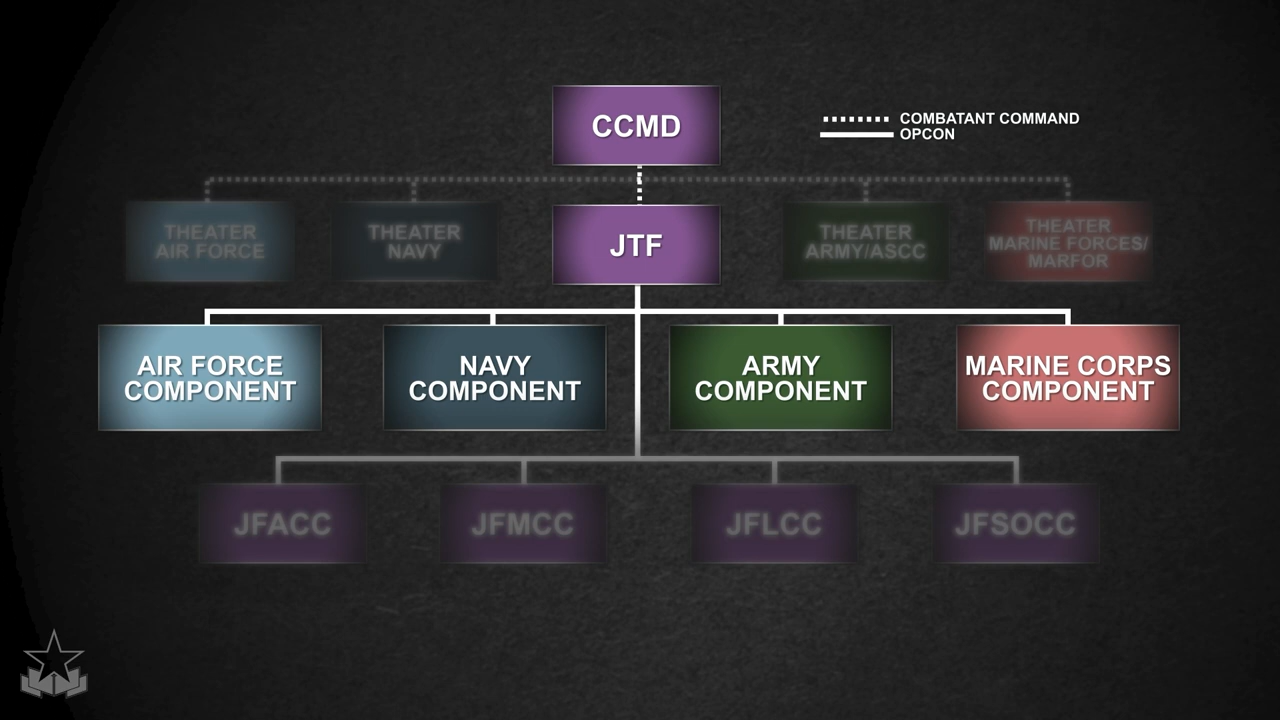 CCMD
COMBATANT COMMAND
OPCON
THEATER
AIR FORCE
THEATER
NAVY
JTF
THEATER
ARMY/ASCC
THEATER
MARINE FORCES/
MARFOR
AIR FORCE
COMPONENT
NAVY
COMPONENT
ARMY
COMPONENT
MARINE CORPS
COMPONENT
JFACC
JFMCC
JFLCC
JFSOCC